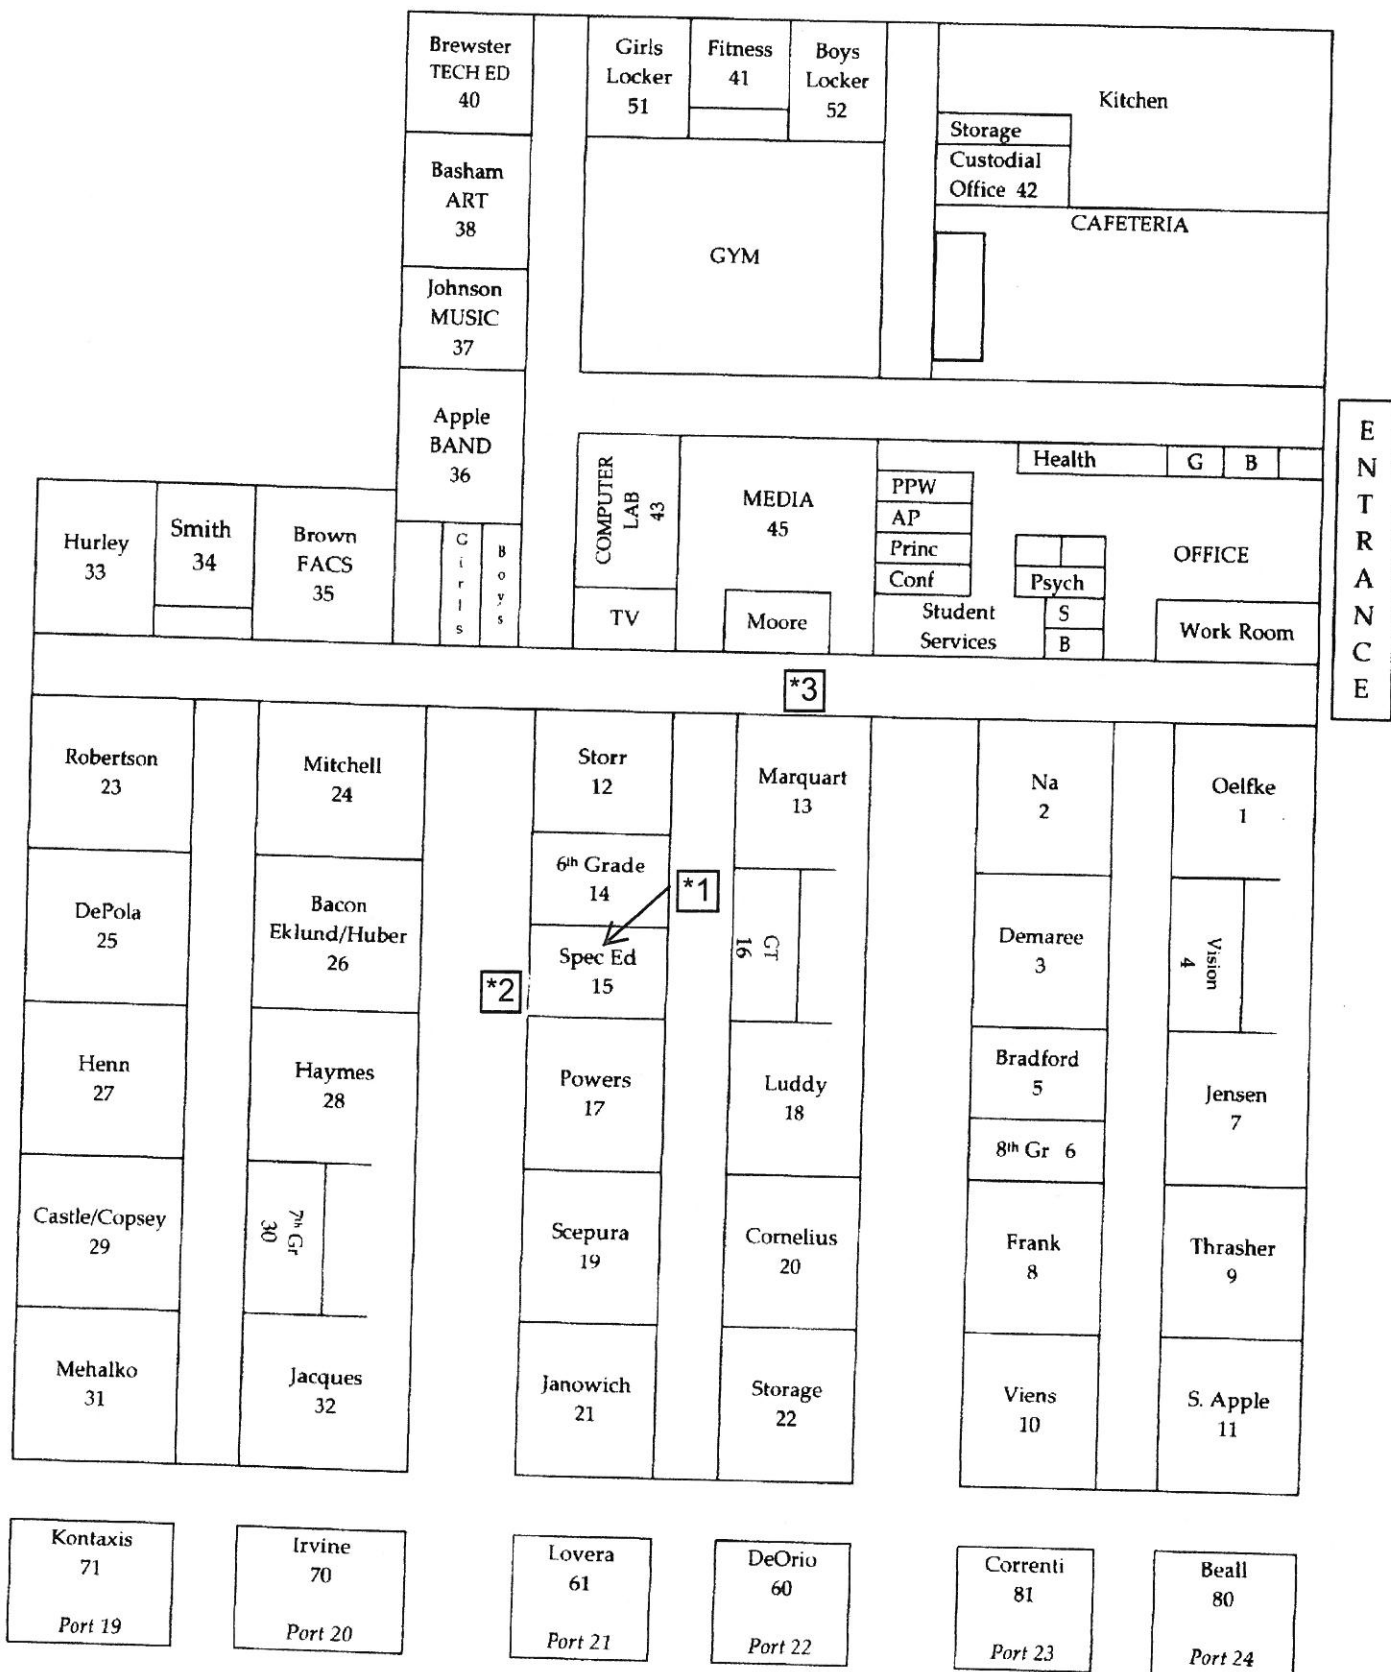 Brewster
TECH ED
40
Girls
Locker
51
Fitness
41
Boys
Locker
52
Kitchen
Storage
Custodial
Office 42
CAFETERIA
Basham
ART
38
GYM
Johnson
MUSIC
37
Apple
BAND
36
ENTRANCE
COMPUTER
LAB
43
MEDIA
45
Health
G
B
PPW
AP
Princ
Conf
Psych
OFFICE
Student
Services
S
B
Work Room
Hurley
33
Smith
34
Brown
FACS
35
Girls
Boys
TV
Moore
*3
Robertson
23
Mitchell
24
Storr
12
Marquart
13
Na
2
Oelfke
1
6th Grade
14
*1
DePola
25
Bacon
Eklund/Huber
26
Spec Ed
15
*2
GT
16
Demaree
3
Vision
4
Henn
27
Haymes
28
Powers
17
Luddy
18
Bradford
5
8th Gr 6
Jensen
7
Castle/Copsey
29
7th Gr
30
Scepura
19
Cornelius
20
Frank
8
Thrasher
9
Mehalko
31
Jacques
32
Janowich
21
Storage
22
Viens
10
S. Apple
11
Kontaxis
71
Port 19
Irvine
70
Port 20
Lovera
61
Port 21
DeOrio
60
Port 22
Correnti
81
Port 23
Beall
80
Port 24